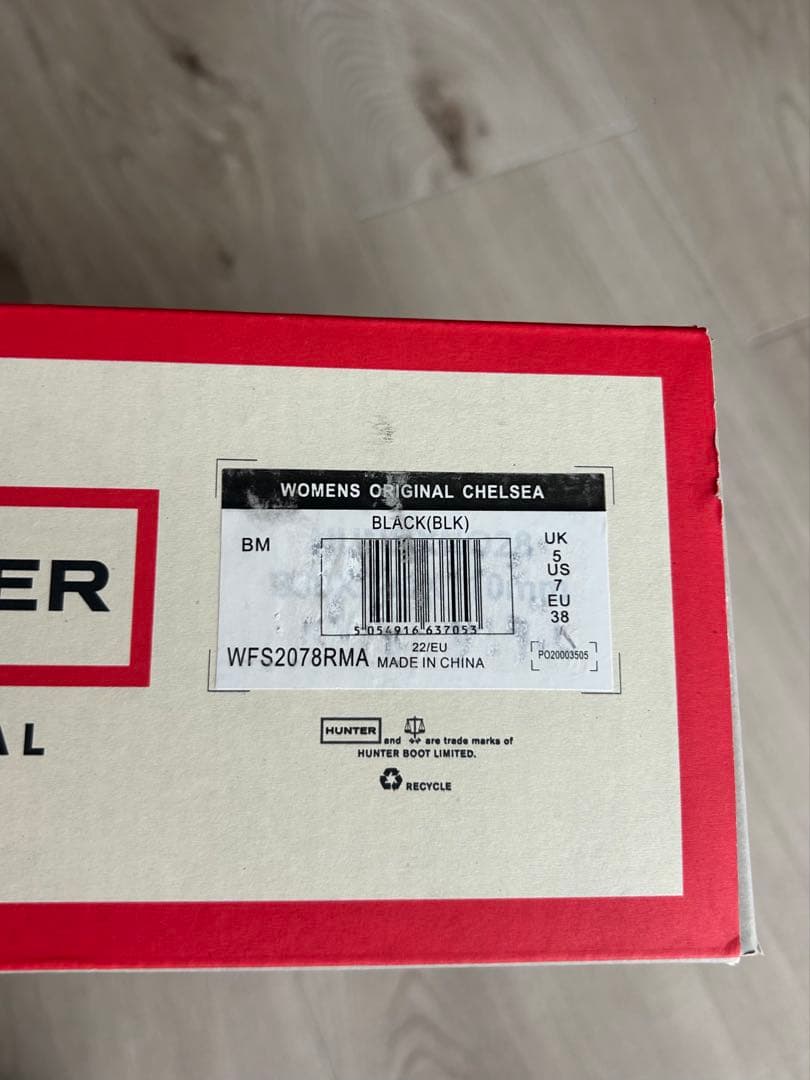 ER
AL
WOMENS ORIGINAL CHELSEA
BLACK(BLK)
BM
UK
5
US
7
EU
38
5 054916 637053
WFS2078RMA
22/EU
MADE IN CHINA
PO20003505
HUNTER and are trade marks of
HUNTER BOOT LIMITED.
RECYCLE